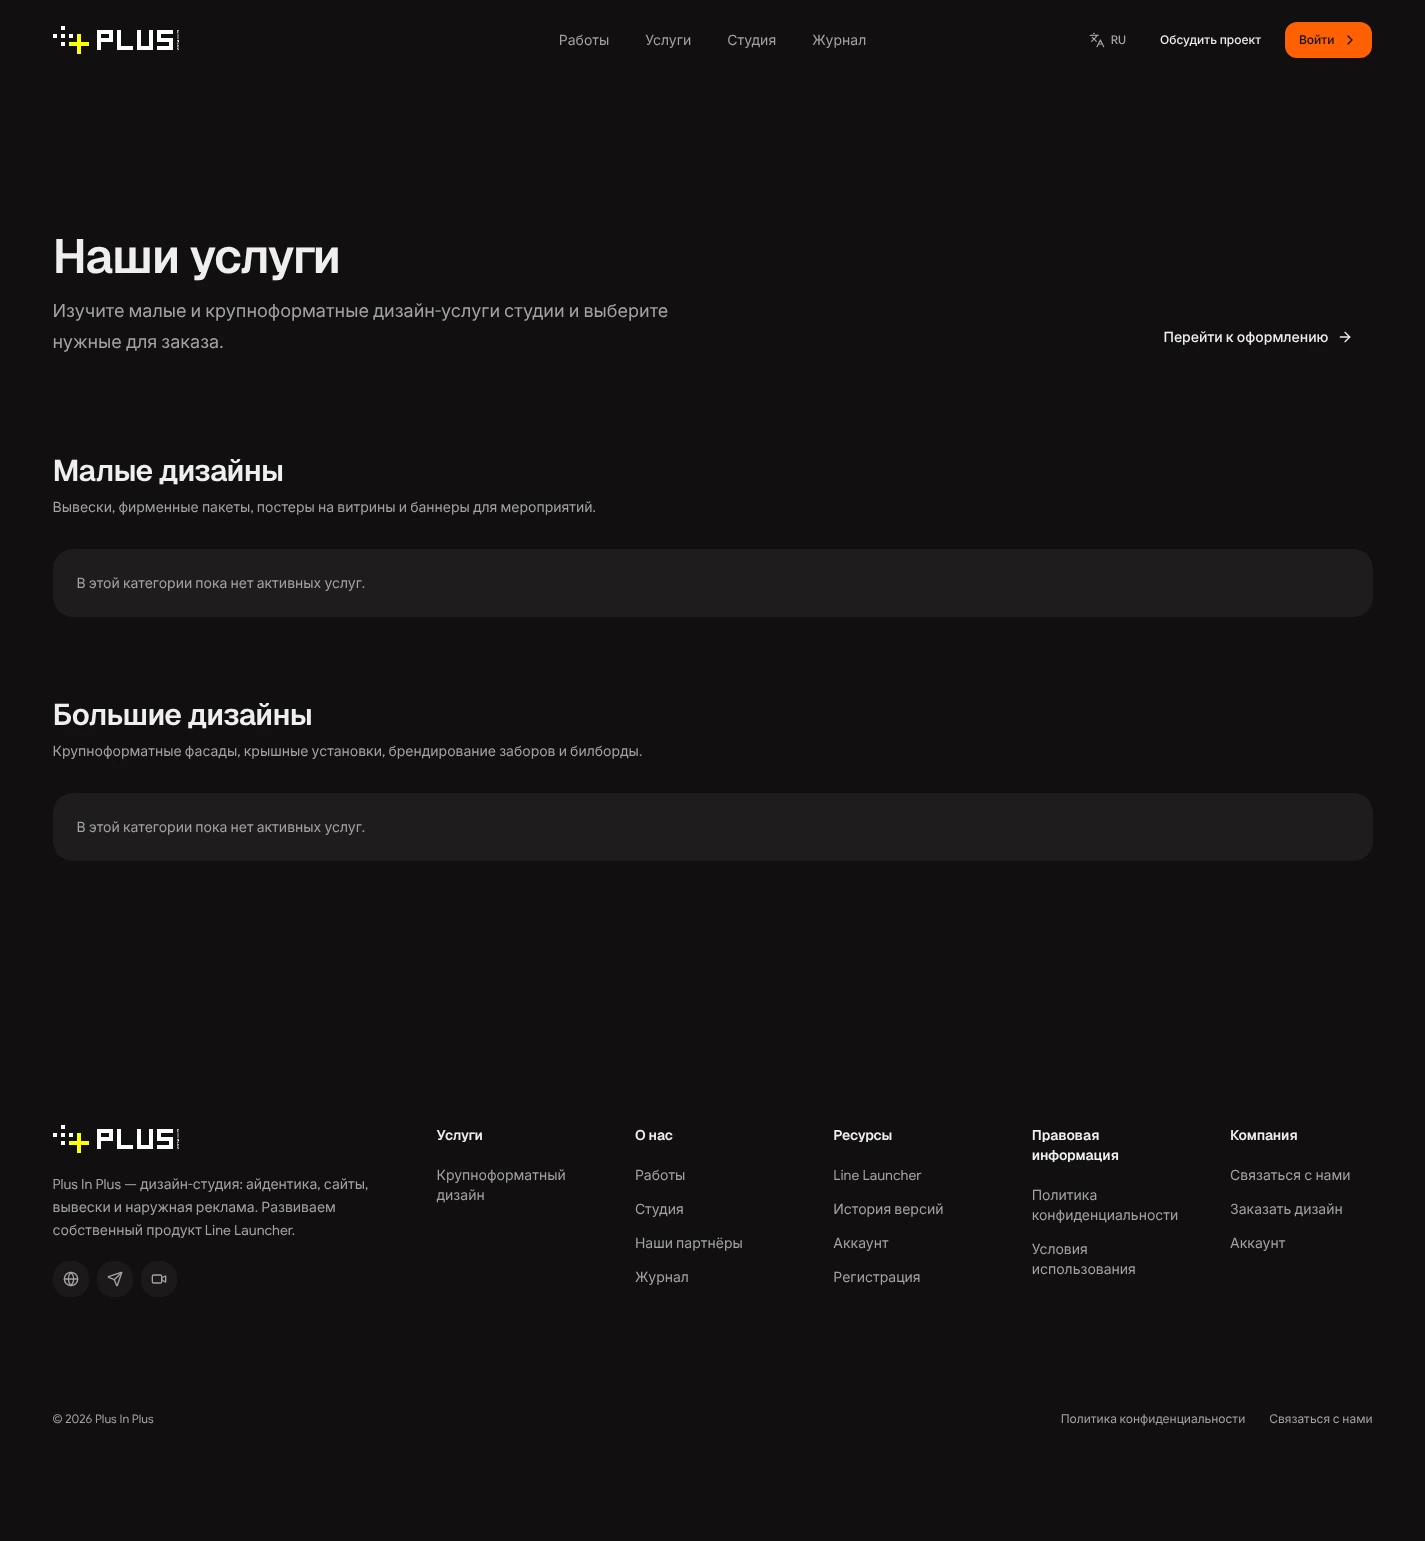 PLUS
Работы
Услуги
Студия
Журнал
RU
Обсудить проект
Войти
Наши услуги
Изучите малые и крупноформатные дизайн-услуги студии и выберите
нужные для заказа.
Перейти к оформлению
Малые дизайны
Вывески, фирменные пакеты, постеры на витрины и баннеры для мероприятий.
В этой категории пока нет активных услуг.
Большие дизайны
Крупноформатные фасады, крышные установки, брендирование заборов и билборды.
В этой категории пока нет активных услуг.
PLUS
Plus In Plus — дизайн-студия: айдентика, сайты,
вывески и наружная реклама. Развиваем
собственный продукт Line Launcher.
Услуги
Крупноформатный
дизайн
О нас
Работы
Студия
Наши партнёры
Журнал
Ресурсы
Line Launcher
История версий
Аккаунт
Регистрация
Правовая
информация
Политика
конфиденциальности
Условия
использования
Компания
Связаться с нами
Заказать дизайн
Аккаунт
© 2026 Plus In Plus
Политика конфиденциальности
Связаться с нами